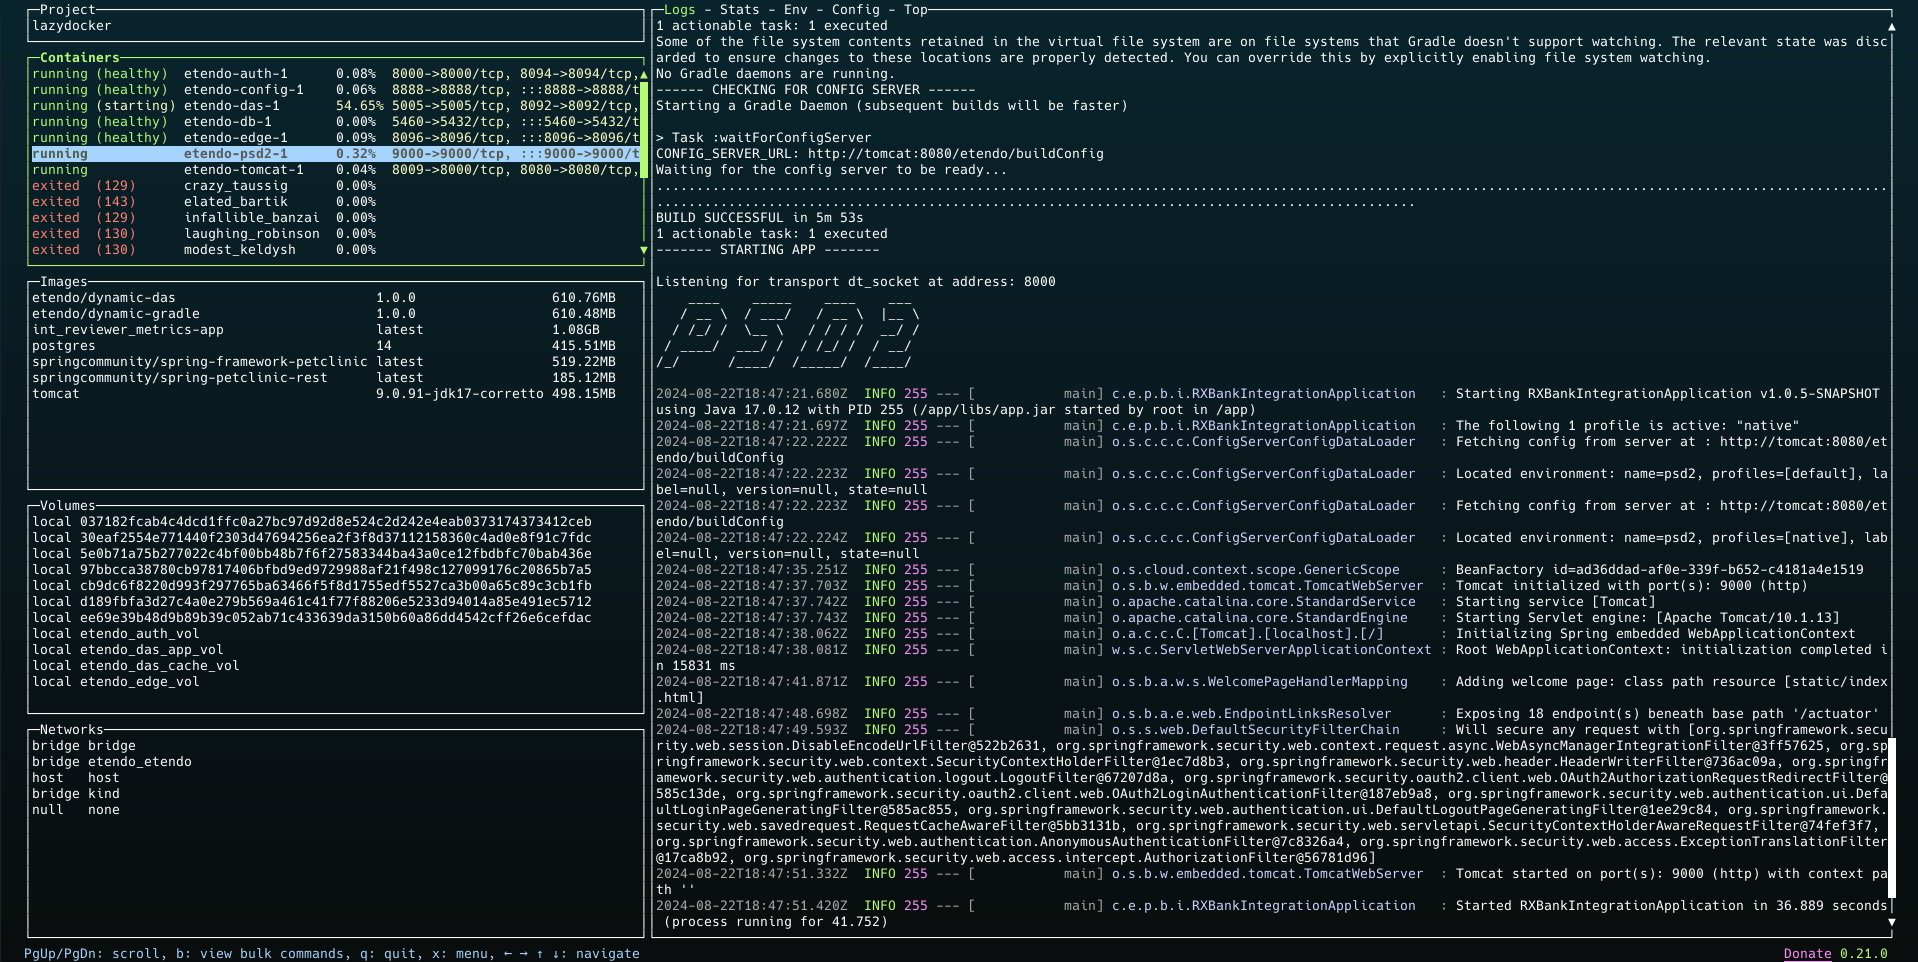 Project
lazydocker
Containers
running (healthy)  etendo-auth-1      0.08%  8000->8000/tcp, 8094->8094/tcp,
running (healthy)  etendo-config-1    0.06%  8888->8888/tcp, :::8888->8888/t
running (starting) etendo-das-1       54.65% 5005->5005/tcp, 8092->8092/tcp,
running (healthy)  etendo-db-1        0.00%  5460->5432/tcp, :::5460->5432/t
running (healthy)  etendo-edge-1      0.09%  8096->8096/tcp, :::8096->8096/t
running            etendo-psd2-1      0.32%  9000->9000/tcp, :::9000->9000/t
running            etendo-tomcat-1    0.04%  8009->8000/tcp, 8080->8080/tcp,
exited  (129)      crazy_taussig      0.00%
exited  (143)      elated_bartik      0.00%
exited  (129)      infallible_banzai  0.00%
exited  (130)      laughing_robinson  0.00%
exited  (130)      modest_keldysh     0.00%
Images
etendo/dynamic-das                         1.0.0                 610.76MB
etendo/dynamic-gradle                      1.0.0                 610.48MB
int_reviewer_metrics-app                   latest                1.08GB
postgres                                   14                    415.51MB
springcommunity/spring-framework-petclinic latest                519.22MB
springcommunity/spring-petclinic-rest      latest                185.12MB
tomcat                                     9.0.91-jdk17-corretto 498.15MB
Volumes
local 037182fcab4c4dcd1ffc0a27bc97d92d8e524c2d242e4eab0373174373412ceb
local 30eaf2554e771440f2303d47694256ea2f3f8d37112158360c4ad0e8f91c7fdc
local 5e0b71a75b277022c4bf00bb48b7f6f27583344ba43a0ce12fbdbfc70bab436e
local 97bbcca38780cb97817406bfbd9ed9729988af21f498c127099176c20865b7a5
local cb9dc6f8220d993f297765ba63466f5f8d1755edf5527ca3b00a65c89c3cb1fb
local d189fbfa3d27c4a0e279b569a461c41f77f88206e5233d94014a85e491ec5712
local ee69e39b48d9b89b39c052ab71c433639da3150b60a86dd4542cff26e6cefdac
local etendo_auth_vol
local etendo_das_app_vol
local etendo_das_cache_vol
local etendo_edge_vol
Networks
bridge bridge
bridge etendo_etendo
host   host
bridge kind
null   none
Logs - Stats - Env - Config - Top
1 actionable task: 1 executed
Some of the file system contents retained in the virtual file system are on file systems that Gradle doesn't support watching. The relevant state was disc
arded to ensure changes to these locations are properly detected. You can override this by explicitly enabling file system watching.
No Gradle daemons are running.
------ CHECKING FOR CONFIG SERVER ------
Starting a Gradle Daemon (subsequent builds will be faster)
> Task :waitForConfigServer
CONFIG_SERVER_URL: http://tomcat:8080/etendo/buildConfig
Waiting for the config server to be ready...
BUILD SUCCESSFUL in 5m 53s
1 actionable task: 1 executed
------- STARTING APP -------
Listening for transport dt_socket at address: 8000
PSD2
2024-08-22T18:47:21.680Z  INFO 255 --- [           main] c.e.p.b.i.RXBankIntegrationApplication   : Starting RXBankIntegrationApplication v1.0.5-SNAPSHOT
using Java 17.0.12 with PID 255 (/app/libs/app.jar started by root in /app)
2024-08-22T18:47:21.697Z  INFO 255 --- [           main] c.e.p.b.i.RXBankIntegrationApplication   : The following 1 profile is active: "native"
2024-08-22T18:47:22.222Z  INFO 255 --- [           main] o.s.c.c.c.ConfigServerConfigDataLoader   : Fetching config from server at : http://tomcat:8080/et
endo/buildConfig
2024-08-22T18:47:22.223Z  INFO 255 --- [           main] o.s.c.c.c.ConfigServerConfigDataLoader   : Located environment: name=psd2, profiles=[default], la
bel=null, version=null, state=null
2024-08-22T18:47:22.223Z  INFO 255 --- [           main] o.s.c.c.c.ConfigServerConfigDataLoader   : Fetching config from server at : http://tomcat:8080/et
endo/buildConfig
2024-08-22T18:47:22.224Z  INFO 255 --- [           main] o.s.c.c.c.ConfigServerConfigDataLoader   : Located environment: name=psd2, profiles=[native], lab
el=null, version=null, state=null
2024-08-22T18:47:35.251Z  INFO 255 --- [           main] o.s.cloud.context.scope.GenericScope     : BeanFactory id=ad36ddad-af0e-339f-b652-c4181a4e1519
2024-08-22T18:47:37.703Z  INFO 255 --- [           main] o.s.b.w.embedded.tomcat.TomcatWebServer  : Tomcat initialized with port(s): 9000 (http)
2024-08-22T18:47:37.742Z  INFO 255 --- [           main] o.apache.catalina.core.StandardService   : Starting service [Tomcat]
2024-08-22T18:47:37.743Z  INFO 255 --- [           main] o.apache.catalina.core.StandardEngine    : Starting Servlet engine: [Apache Tomcat/10.1.13]
2024-08-22T18:47:38.062Z  INFO 255 --- [           main] o.a.c.c.C.[Tomcat].[localhost].[/]       : Initializing Spring embedded WebApplicationContext
2024-08-22T18:47:38.081Z  INFO 255 --- [           main] w.s.c.ServletWebServerApplicationContext : Root WebApplicationContext: initialization completed i
n 15831 ms
2024-08-22T18:47:41.871Z  INFO 255 --- [           main] o.s.b.a.w.s.WelcomePageHandlerMapping    : Adding welcome page: class path resource [static/index
.html]
2024-08-22T18:47:48.698Z  INFO 255 --- [           main] o.s.b.a.e.web.EndpointLinksResolver      : Exposing 18 endpoint(s) beneath base path '/actuator'
2024-08-22T18:47:49.593Z  INFO 255 --- [           main] o.s.s.web.DefaultSecurityFilterChain     : Will secure any request with [org.springframework.secu
rity.web.session.DisableEncodeUrlFilter@522b2631, org.springframework.security.web.context.request.async.WebAsyncManagerIntegrationFilter@3ff57625, org.sp
ringframework.security.web.context.SecurityContextHolderFilter@1ec7d8b3, org.springframework.security.web.header.HeaderWriterFilter@736ac09a, org.springfr
amework.security.web.authentication.logout.LogoutFilter@67207d8a, org.springframework.security.oauth2.client.web.OAuth2AuthorizationRequestRedirectFilter@
585c13de, org.springframework.security.oauth2.client.web.OAuth2LoginAuthenticationFilter@187eb9a8, org.springframework.security.web.authentication.ui.Defa
ultLoginPageGeneratingFilter@585ac855, org.springframework.security.web.authentication.ui.DefaultLogoutPageGeneratingFilter@1ee29c84, org.springframework.
security.web.savedrequest.RequestCacheAwareFilter@5bb3131b, org.springframework.security.web.servletapi.SecurityContextHolderAwareRequestFilter@74fef3f7,
org.springframework.security.web.authentication.AnonymousAuthenticationFilter@7c8326a4, org.springframework.security.web.access.ExceptionTranslationFilter
@17ca8b92, org.springframework.security.web.access.intercept.AuthorizationFilter@56781d96]
2024-08-22T18:47:51.332Z  INFO 255 --- [           main] o.s.b.w.embedded.tomcat.TomcatWebServer  : Tomcat started on port(s): 9000 (http) with context pa
th ''
2024-08-22T18:47:51.420Z  INFO 255 --- [           main] c.e.p.b.i.RXBankIntegrationApplication   : Started RXBankIntegrationApplication in 36.889 seconds
(process running for 41.752)
PgUp/PgDn: scroll, b: view bulk commands, q: quit, x: menu, ← → ↑ ↓: navigate
Donate 0.21.0